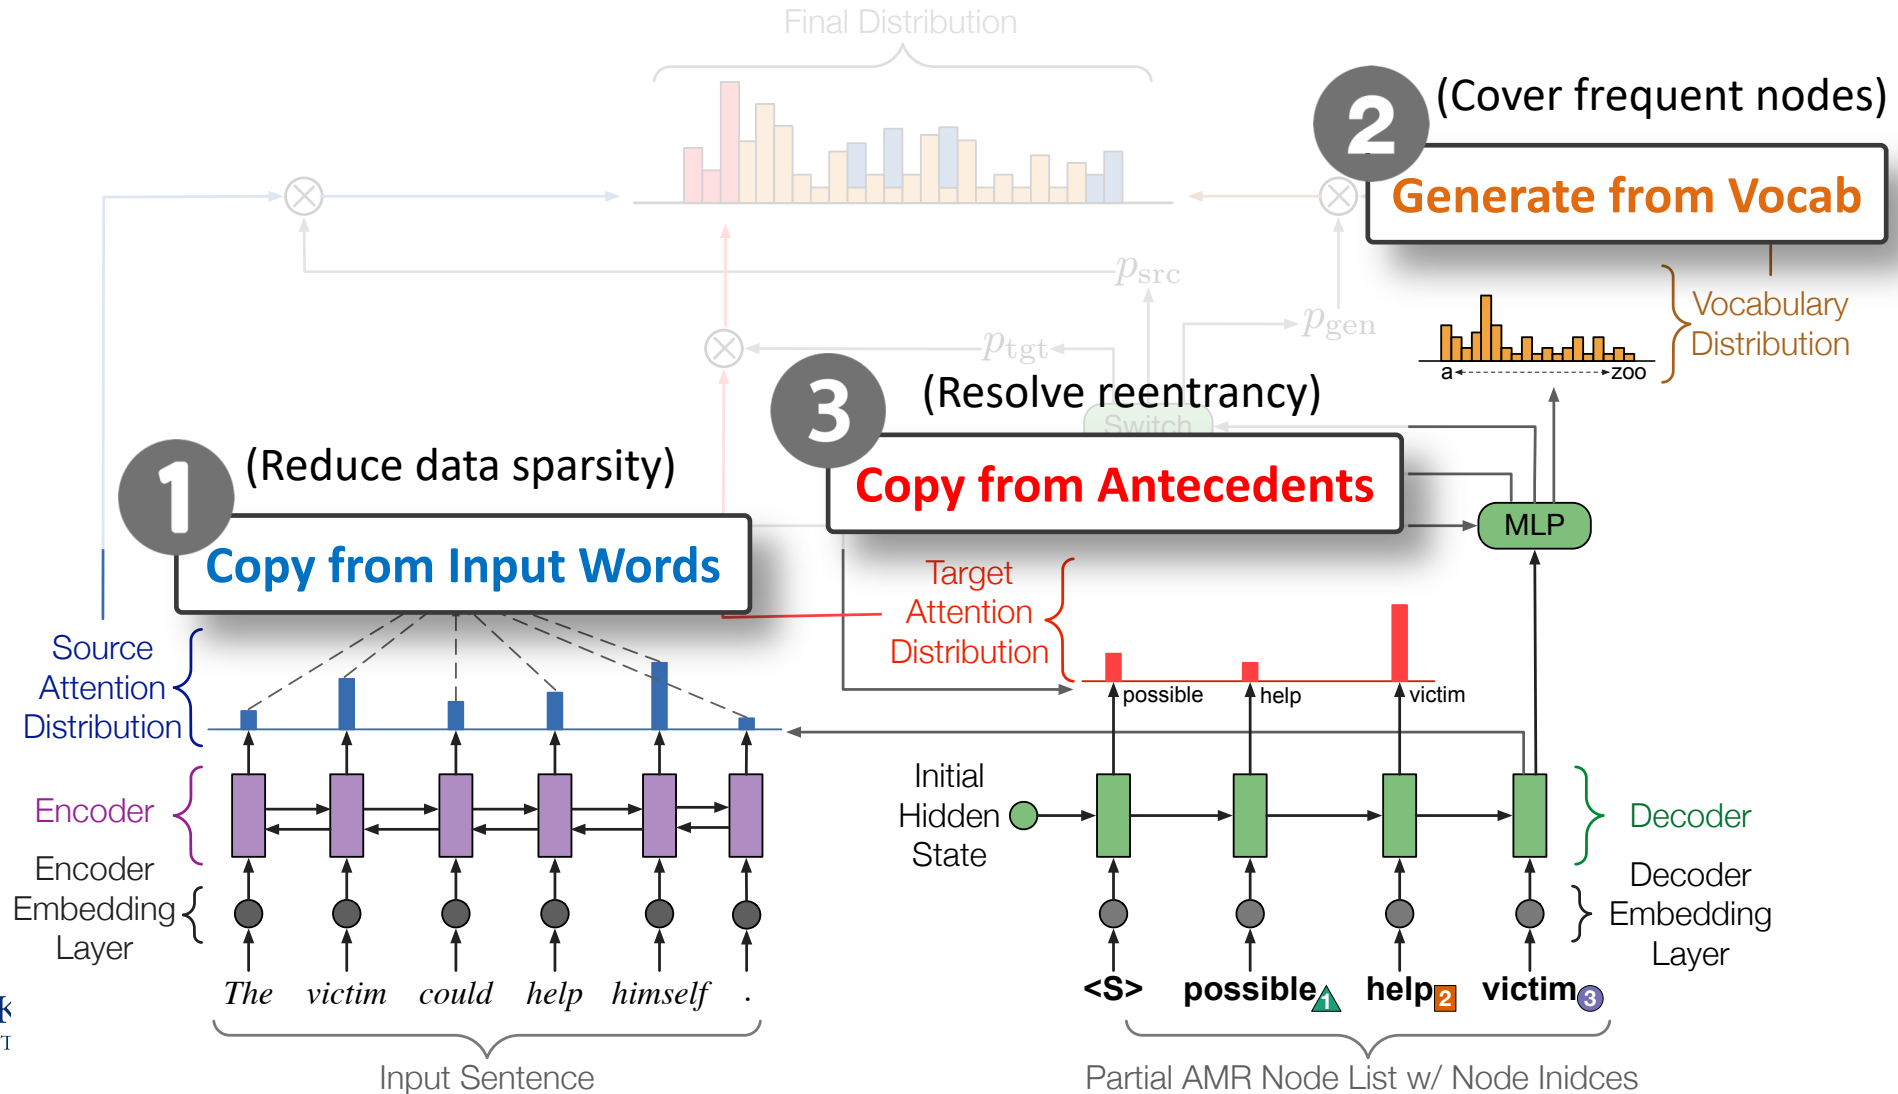 Final Distribution
2
(Cover frequent nodes)
Generate from Vocab
p_src
p_gen
p_tgt
Vocabulary
Distribution
a
zoo
3
(Resolve reentrancy)
Switch
Copy from Antecedents
1
(Reduce data sparsity)
Copy from Input Words
MLP
Target
Attention
Distribution
possible
help
victim
Source
Attention
Distribution
Encoder
Initial
Hidden
State
Decoder
Encoder
Embedding
Layer
Decoder
Embedding
Layer
The victim could help himself .
<S> possible 1 help 2 victim 3
Input Sentence
Partial AMR Node List w/ Node Inidces